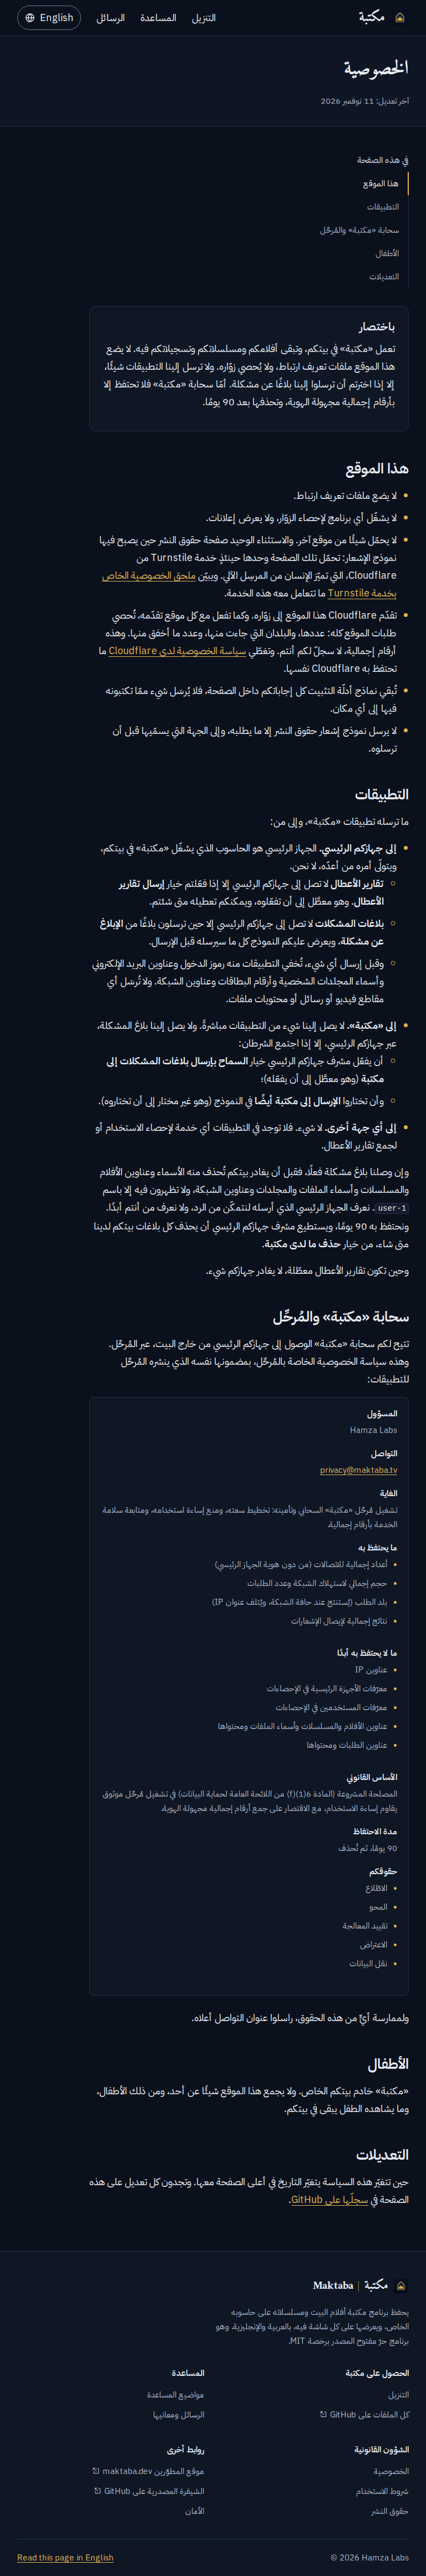 مكتبة
التنزيل
المساعدة
الرسائل
English
الخصوصية
آخر تعديل: 11 نوفمبر 2026
في هذه الصفحة
هذا الموقع
التطبيقات
سحابة «مكتبة» والمُرحِّل
الأطفال
التعديلات
باختصار
تعمل «مكتبة» في بيتكم، وتبقى أفلامكم ومسلسلاتكم وتسجيلاتكم فيه. لا يضع
هذا الموقع ملفات تعريف ارتباط، ولا يُحصي زوّاره. ولا ترسل إلينا التطبيقات شيئًا،
إلا إذا اخترتم أن ترسلوا إلينا بلاغًا عن مشكلة. أمّا سحابة «مكتبة» فلا تحتفظ إلا
بأرقام إجمالية مجهولة الهوية، وتحذفها بعد 90 يومًا.
هذا الموقع
لا يضع ملفات تعريف ارتباط.
لا يشغّل أي برنامج لإحصاء الزوّار، ولا يعرض إعلانات.
لا يحمّل شيئًا من موقع آخر. والاستثناء الوحيد صفحة حقوق النشر حين يصبح فيها
نموذج الإشعار: تحمّل تلك الصفحة وحدها حينئذ خدمة Turnstile من
Cloudflare، التي تميّز الإنسان من المرسِل الآلي. ويبيّن ملحق الخصوصية الخاص
بخدمة Turnstile ما تتعامل معه هذه الخدمة.
تقدّم Cloudflare هذا الموقع إلى زوّاره. وكما تفعل مع كل موقع تقدّمه، تُحصي
طلبات الموقع كله: عددها، والبلدان التي جاءت منها، وعدد ما أخفق منها. وهذه
أرقام إجمالية، لا سجلّ لكم أنتم. وتغطّي سياسة الخصوصية لدى Cloudflare ما
تحتفظ به Cloudflare نفسها.
تُبقي نماذج أدلّة التثبيت كل إجاباتكم داخل الصفحة، فلا يُرسَل شيء ممّا تكتبونه
فيها إلى أي مكان.
لا يرسل نموذج إشعار حقوق النشر إلا ما يطلبه، وإلى الجهة التي يسمّيها قبل أن
ترسلوه.
التطبيقات
ما ترسله تطبيقات «مكتبة»، وإلى من:
إلى جهازكم الرئيسي. الجهاز الرئيسي هو الحاسوب الذي يشغّل «مكتبة» في بيتكم،
ويتولّى أمره من أعدّه، لا نحن.
تقارير الأعطال لا تصل إلى جهازكم الرئيسي إلا إذا فعّلتم خيار إرسال تقارير
الأعطال. وهو معطَّل إلى أن تفعّلوه، ويمكنكم تعطيله متى شئتم.
بلاغات المشكلات لا تصل إلى جهازكم الرئيسي إلا حين ترسلون بلاغًا من الإبلاغ
عن مشكلة، ويعرض عليكم النموذج كل ما سيرسله قبل الإرسال.
وقبل إرسال أي شيء، تُخفي التطبيقات منه رموز الدخول وعناوين البريد الإلكتروني
وأسماء المجلدات الشخصية وأرقام البطاقات وعناوين الشبكة. ولا تُرسَل أي
مقاطع فيديو أو رسائل أو محتويات ملفات.
إلى «مكتبة». لا يصل إلينا شيء من التطبيقات مباشرةً. ولا يصل إلينا بلاغ المشكلة،
عبر جهازكم الرئيسي، إلا إذا اجتمع الشرطان:
أن يفعّل مشرف جهازكم الرئيسي خيار السماح بإرسال بلاغات المشكلات إلى
مكتبة (وهو معطَّل إلى أن يفعّله)؛
وأن تختاروا الإرسال إلى مكتبة أيضًا في النموذج (وهو غير مختار إلى أن تختاروه).
إلى أي جهة أخرى. لا شيء. فلا توجد في التطبيقات أي خدمة لإحصاء الاستخدام أو
لجمع تقارير الأعطال.
وإن وصلنا بلاغُ مشكلة فعلًا، فقبل أن يغادر بيتكم تُحذف منه الأسماء وعناوين الأفلام
والمسلسلات وأسماء الملفات والمجلدات وعناوين الشبكة، ولا تظهرون فيه إلا باسم
user-1. نعرف الجهاز الرئيسي الذي أرسله لنتمكّن من الرد، ولا نعرف من أنتم أبدًا.
ونحتفظ به 90 يومًا، ويستطيع مشرف جهازكم الرئيسي أن يحذف كل بلاغات بيتكم لدينا
متى شاء، من خيار حذف ما لدى مكتبة.
وحين تكون تقارير الأعطال معطّلة، لا يغادر جهازكم شيء.
سحابة «مكتبة» والمُرحِّل
تتيح لكم سحابة «مكتبة» الوصول إلى جهازكم الرئيسي من خارج البيت، عبر المُرحِّل.
وهذه سياسة الخصوصية الخاصة بالمُرحِّل، بمضمونها نفسه الذي ينشره المُرحِّل
للتطبيقات:
المسؤول
Hamza Labs
التواصل
privacy@maktaba.tv
الغاية
تشغيل مُرحِّل «مكتبة» السحابي وتأمينه: تخطيط سعته، ومنع إساءة استخدامه، ومتابعة سلامة
الخدمة بأرقام إجمالية.
ما يحتفظ به
أعداد إجمالية للاتصالات (من دون هوية الجهاز الرئيسي)
حجم إجمالي لاستهلاك الشبكة وعدد الطلبات
بلد الطلب (يُستنتج عند حافة الشبكة، ويُتلف عنوان IP)
نتائج إجمالية لإيصال الإشعارات
ما لا يحتفظ به أبدًا
عناوين IP
معرّفات الأجهزة الرئيسية في الإحصاءات
معرّفات المستخدمين في الإحصاءات
عناوين الأفلام والمسلسلات وأسماء الملفات ومحتواها
عناوين الطلبات ومحتواها
الأساس القانوني
المصلحة المشروعة (المادة 6(1)(f) من اللائحة العامة لحماية البيانات) في تشغيل مُرحِّل موثوق
يقاوم إساءة الاستخدام، مع الاقتصار على جمع أرقام إجمالية مجهولة الهوية.
مدة الاحتفاظ
90 يومًا، ثم تُحذف
حقوقكم
الاطّلاع
المحو
تقييد المعالجة
الاعتراض
نقل البيانات
ولممارسة أيٍّ من هذه الحقوق، راسلوا عنوان التواصل أعلاه.
الأطفال
«مكتبة» خادم بيتكم الخاص. ولا يجمع هذا الموقع شيئًا عن أحد، ومن ذلك الأطفال،
وما يشاهده الطفل يبقى في بيتكم.
التعديلات
حين تتغيّر هذه السياسة يتغيّر التاريخ في أعلى الصفحة معها. وتجدون كل تعديل على هذه
الصفحة في سجلّها على GitHub.
مكتبة | Maktaba
يحفظ برنامج مكتبة أفلام البيت ومسلسلاته على حاسوبه
الخاص، ويعرضها على كل شاشة فيه، بالعربية والإنجليزية. وهو
برنامج حرّ مفتوح المصدر برخصة MIT.
الحصول على مكتبة
التنزيل
كل الملفات على GitHub
المساعدة
مواضيع المساعدة
الرسائل ومعانيها
الشؤون القانونية
الخصوصية
شروط الاستخدام
حقوق النشر
روابط أخرى
موقع المطوّرين maktaba.dev
الشيفرة المصدرية على GitHub
الأمان
© 2026 Hamza Labs
Read this page in English